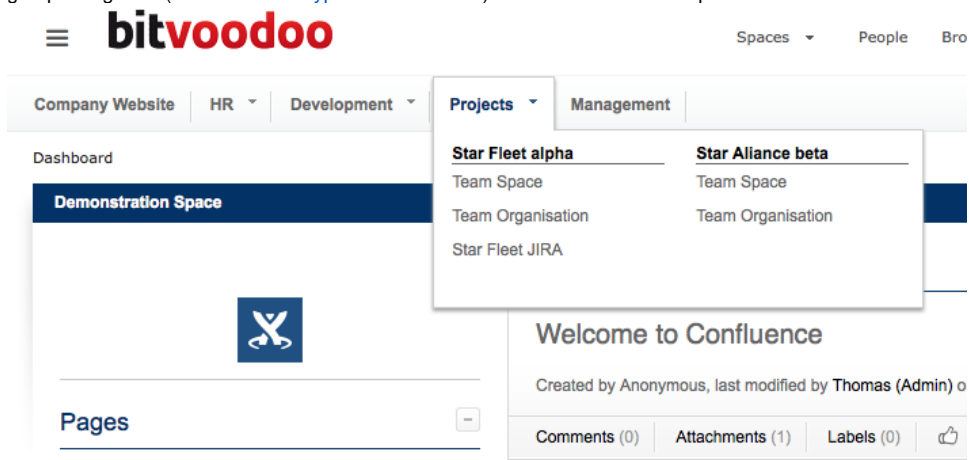 bitvoodoo
Spaces People
Company Website HR Development Projects Management
Dashboard
Star Fleet alpha Star Aliance beta
Team Space Team Space
Demonstration Space
Team Organisation Team Organisation
Star Fleet JIRA
Welcome to Confluence
Created by Anonymous, last modified by Thomas (Admin) o
Pages
Comments (0) Attachments (1) Labels (0)